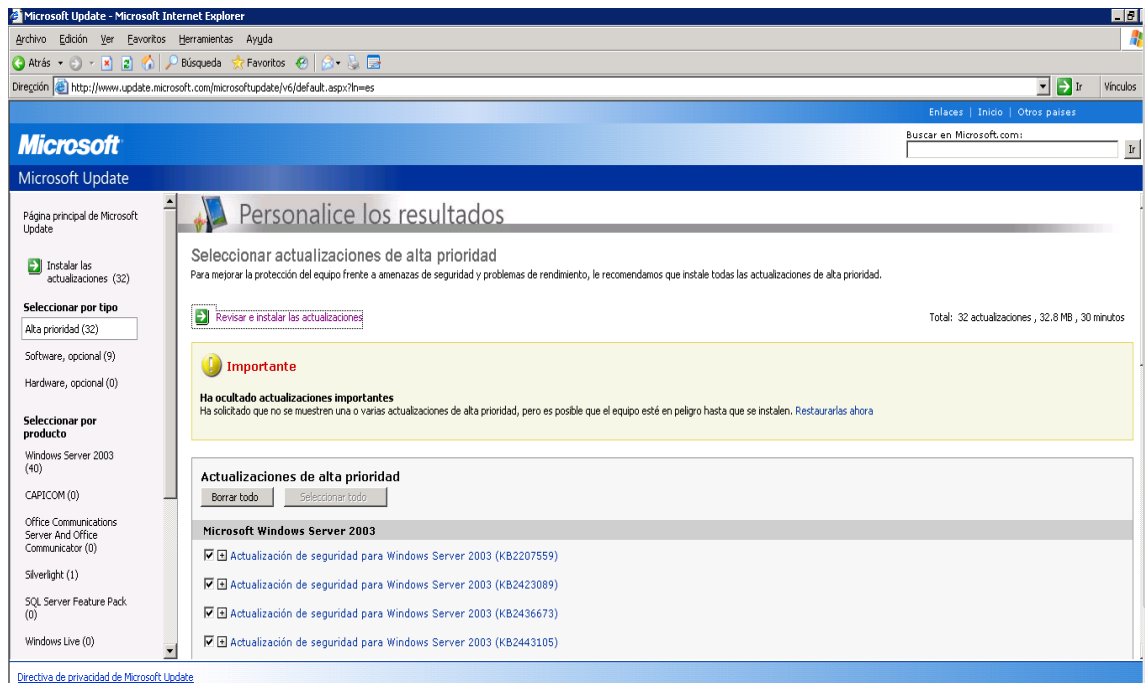 Microsoft Update - Microsoft Internet Explorer
Archivo Edición Ver Favoritos Herramientas Ayuda
Atrás Búsqueda Favoritos
Dirección http://www.update.microsoft.com/microsoftupdate/v6/default.aspx?ln=es Ir Vínculos
Enlaces | Inicio | Otros paises
Microsoft
Buscar en Microsoft.com:
Ir
Microsoft Update
Página principal de Microsoft
Update
Instalar las
actualizaciones (32)
Seleccionar por tipo
Alta prioridad (32)
Software, opcional (9)
Hardware, opcional (0)
Seleccionar por
producto
Windows Server 2003
(40)
CAPICOM (0)
Office Communications
Server And Office
Communicator (0)
Silverlight (1)
SQL Server Feature Pack
(0)
Windows Live (0)
Personalice los resultados
Seleccionar actualizaciones de alta prioridad
Para mejorar la protección del equipo frente a amenazas de seguridad y problemas de rendimiento, le recomendamos que instale todas las actualizaciones de alta prioridad.
Revisar e instalar las actualizaciones
Total: 32 actualizaciones , 32.8 MB , 30 minutos
Importante
Ha ocultado actualizaciones importantes
Ha solicitado que no se muestren una o varias actualizaciones de alta prioridad, pero es posible que el equipo esté en peligro hasta que se instalen. Restaurarlas ahora
Actualizaciones de alta prioridad
Borrar todo Seleccionar todo
Microsoft Windows Server 2003
Actualización de seguridad para Windows Server 2003 (KB2207559)
Actualización de seguridad para Windows Server 2003 (KB2423089)
Actualización de seguridad para Windows Server 2003 (KB2436673)
Actualización de seguridad para Windows Server 2003 (KB2443105)
Directiva de privacidad de Microsoft Update